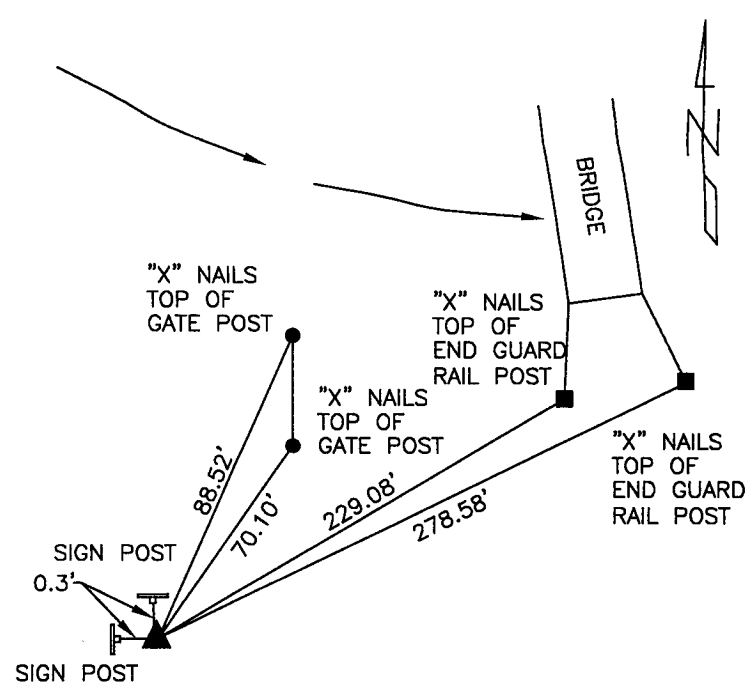 N
BRIDGE
"X" NAILS
TOP OF
GATE POST
"X" NAILS
TOP OF
END GUARD
RAIL POST
"X" NAILS
TOP OF
GATE POST
"X" NAILS
TOP OF
END GUARD
RAIL POST
88.52'
70.10'
229.08'
278.58'
SIGN POST
0.3'
SIGN POST